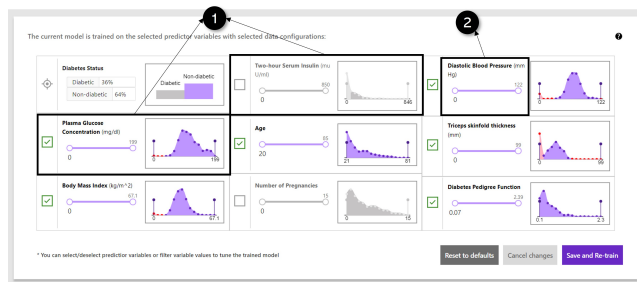 1
2
The current model is trained on the selected predictor variables with selected data configurations:
Diabetes Status
Diabetic 36%
Non-diabetic 64%
Non-diabetic
Diabetic
Two-hour Serum Insulin (mu
U/ml)
850
0
0 846
Diastolic Blood Pressure (mm
Hg)
122
0
0 122
Plasma Glucose
Concentration (mg/dl)
199
0
0 199
Age
85
20
21 81
Triceps skinfold thickness
(mm)
99
0
0 99
Body Mass Index (kg/m^2)
67.1
0
0 67.1
Number of Pregnancies
15
0
0 15
Diabetes Pedigree Function
2.39
0.07
0.1 2.3
* You can select/deselect predictior variables or filter variable values to tune the trained model
Reset to defaults
Cancel changes
Save and Re-train